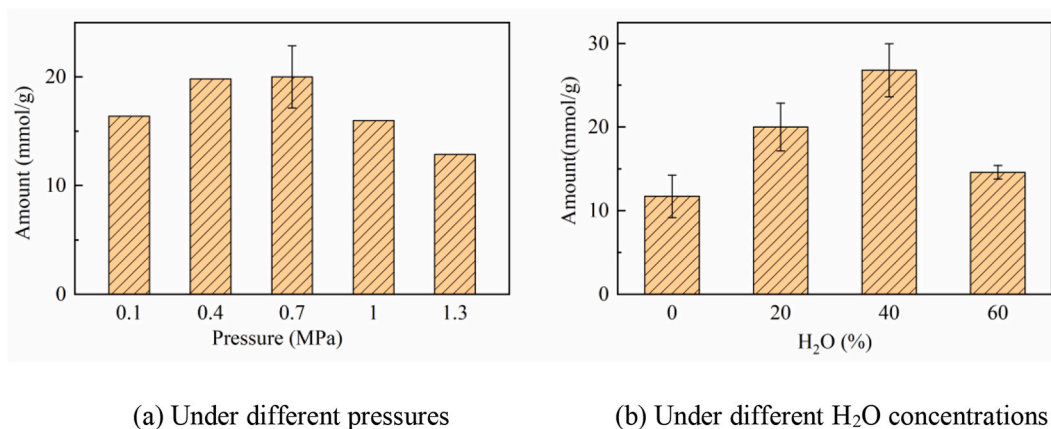 Amount (mmol/g)
20
10
0
0.1 0.4 0.7 1 1.3
Pressure (MPa)
(a) Under different pressures
Amount(mmol/g)
30
20
10
0
0 20 40 60
H₂O (%)
(b) Under different H₂O concentrations